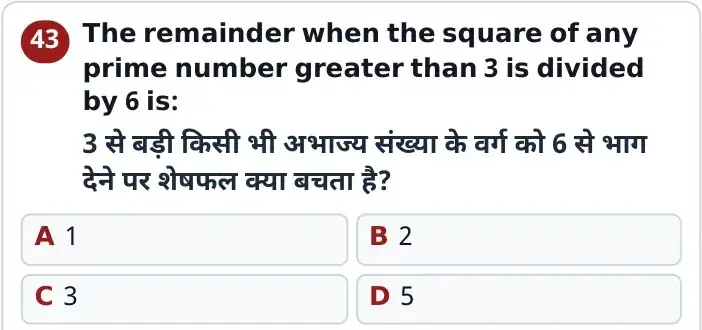 43 The remainder when the square of any
prime number greater than 3 is divided
by 6 is:
3 से बड़ी किसी भी अभाज्य संख्या के वर्ग को 6 से भाग
देने पर शेषफल क्या बचता है?
A 1
B 2
C 3
D 5